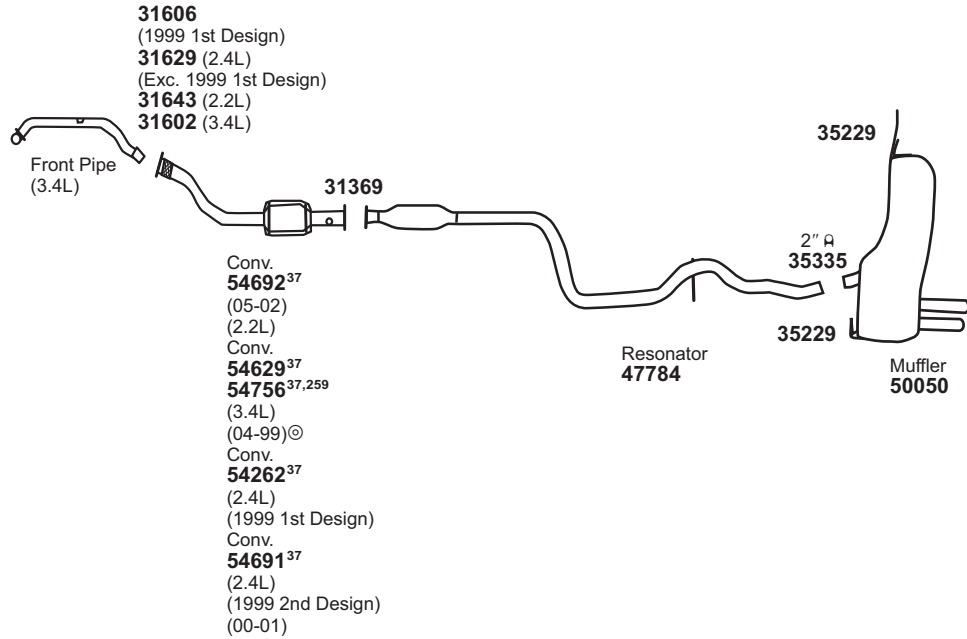 31606
(1999 1st Design)
31629 (2.4L)
(Exc. 1999 1st Design)
31643 (2.2L)
31602 (3.4L)
Front Pipe
(3.4L)
31369
35229
2"
35335
35229
Conv.
54692³⁷
(05-02)
(2.2L)
Conv.
54629³⁷
54756³⁷,²⁵⁹
(3.4L)
(04-99)◎
Conv.
54262³⁷
(2.4L)
(1999 1st Design)
Conv.
54691³⁷
(2.4L)
(1999 2nd Design)
(00-01)
Resonator
47784
Muffler
50050